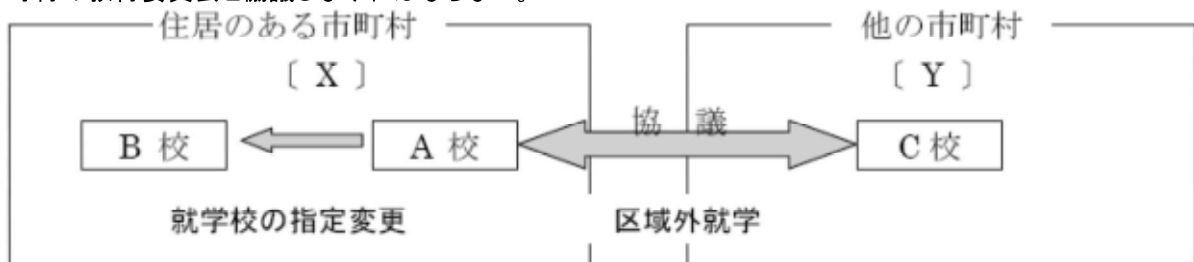 住居のある市町村 他の市町村
〔 X 〕 〔 Y 〕
協 議
B 校 A 校 C 校
就学校の指定変更 区域外就学